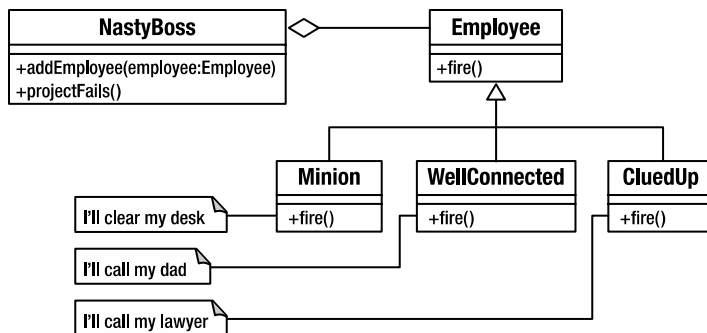 NastyBoss
+addEmployee(employee:Employee)
+projectFails()
Employee
+fire()
Minion
+fire()
WellConnected
+fire()
CluedUp
+fire()
I'll clear my desk
I'll call my dad
I'll call my lawyer